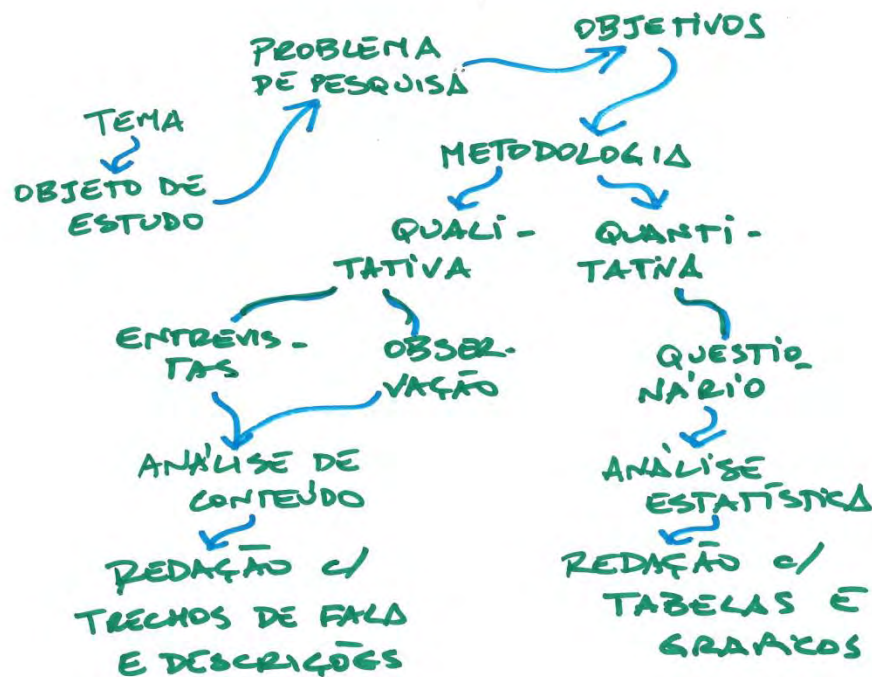 TEMA
OBJETO DE
ESTUDO
PROBLEMA
DE PESQUISA
OBJETIVOS
METODOLOGIA
QUALI-
TATIVA
ENTREVIS-
TAS
OBSER-
VAÇÃO
ANÁLISE DE
CONTEÚDO
REDAÇÃO c/
TRECHOS DE FALA
E DESCRIÇÕES
QUANTI-
TATIVA
QUESTIO-
NÁRIO
ANÁLISE
ESTATÍSTICA
REDAÇÃO c/
TABELAS E
GRAFICOS